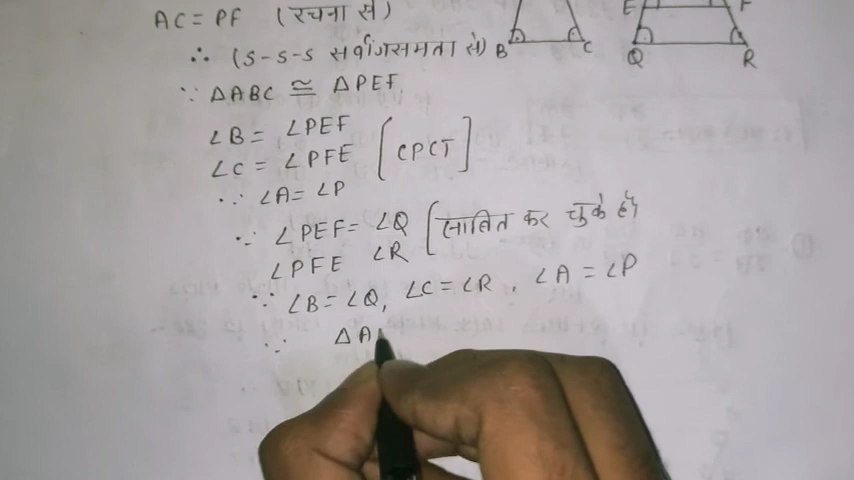 AC = PF (रचना से)
∴ (S-S-S सर्वांगसमता से)
∵ ΔABC ≅ ΔPEF,
∠B = ∠PEF
∠C = ∠PFE [CPCT]
∵ ∠A = ∠P
∵ ∠PEF = ∠Q (साबित कर चुके हैं)
∠PFE ∠R
∵ ∠B = ∠Q, ∠C = ∠R, ∠A = ∠P
∵ ΔA
E F
B C Q R